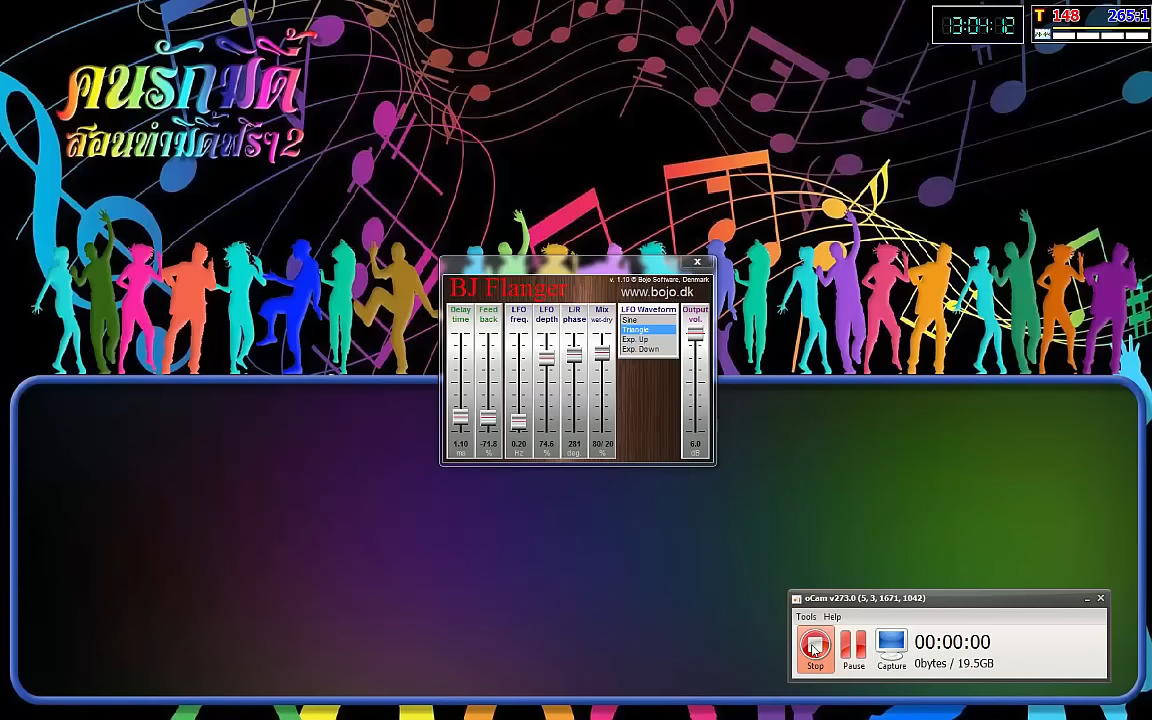 คนรักมิดี้
สอนทำมิดี้ฟรีๆ 2
13:04:12
T 148 265:1
BJ Flanger
v. 1.10 © Bojo Software, Denmark
www.bojo.dk
Delay time
Feed back
LFO freq.
LFO depth
L/R phase
Mix wet-dry
LFO Waveform
Sine
Triangle
Exp. Up
Exp. Down
Output vol.
1.10 ms
-71.8 %
0.20 Hz
74.6 %
281 deg.
80/ 20 %
6.0 dB
oCam v273.0 (5, 3, 1671, 1042)
Tools Help
Stop
Pause
Capture
00:00:00
0bytes / 19.5GB